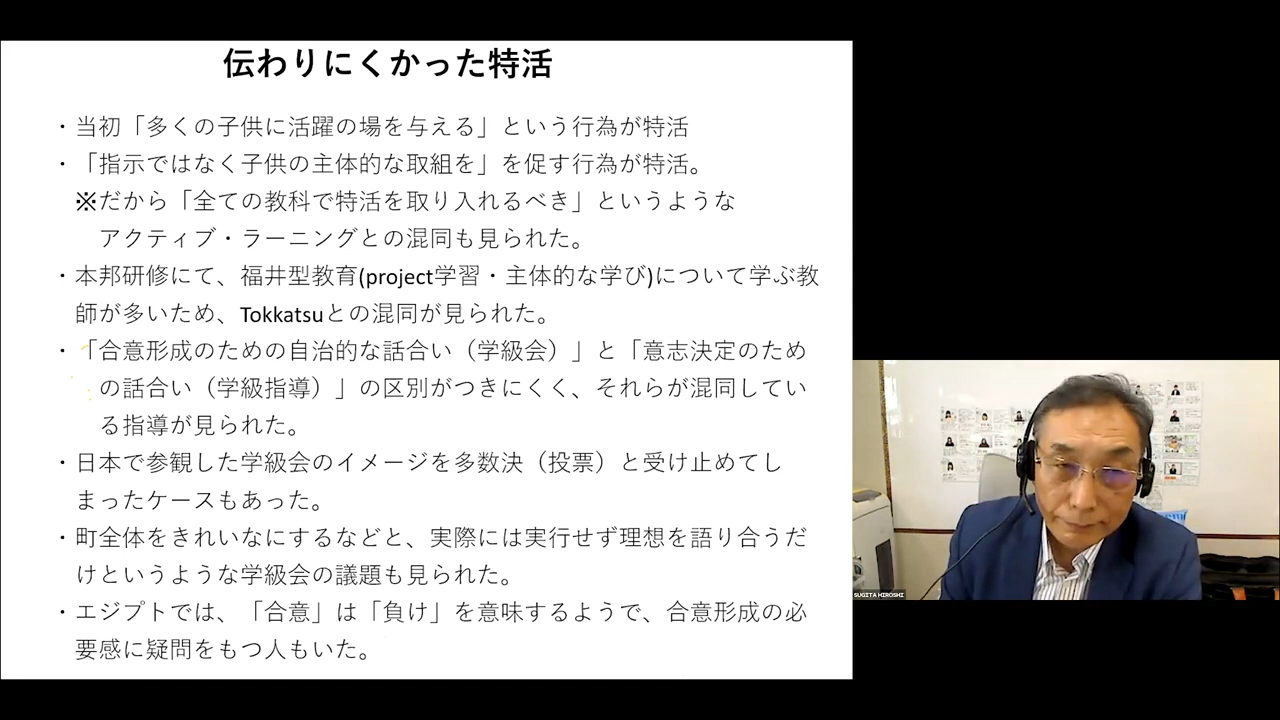 伝わりにくかった特活
・当初「多くの子供に活躍の場を与える」という行為が特活
・「指示ではなく子供の主体的な取組を」を促す行為が特活。
※だから「全ての教科で特活を取り入れるべき」というような
アクティブ・ラーニングとの混同も見られた。
・本邦研修にて、福井型教育(project学習・主体的な学び)について学ぶ教
師が多いため、Tokkatsuとの混同が見られた。
・「合意形成のための自治的な話合い（学級会）」と「意志決定のため
の話合い（学級指導）」の区別がつきにくく、それらが混同してい
る指導が見られた。
・日本で参観した学級会のイメージを多数決（投票）と受け止めてし
まったケースもあった。
・町全体をきれいなにするなどと、実際には実行せず理想を語り合うだ
けというような学級会の議題も見られた。
・エジプトでは、「合意」は「負け」を意味するようで、合意形成の必
要感に疑問をもつ人もいた。
SUGITA HIROSHI